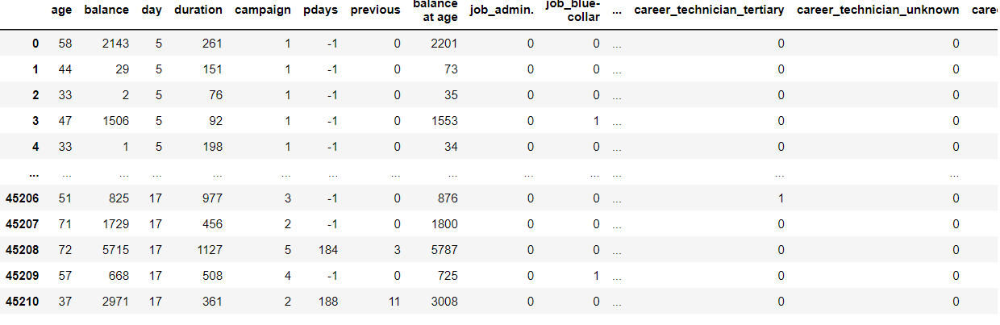 age balance day duration campaign pdays previous balance at age job_admin. job_blue-collar ... career_technician_tertiary career_technician_unknown
0 58 2143 5 261 1 -1 0 2201 0 0 ... 0 0
1 44 29 5 151 1 -1 0 73 0 0 ... 0 0
2 33 2 5 76 1 -1 0 35 0 0 ... 0 0
3 47 1506 5 92 1 -1 0 1553 0 1 ... 0 0
4 33 1 5 198 1 -1 0 34 0 0 ... 0 0
... ... ... ... ... ... ... ... ... ... ... ... ... ...
45206 51 825 17 977 3 -1 0 876 0 0 ... 1 0
45207 71 1729 17 456 2 -1 0 1800 0 0 ... 0 0
45208 72 5715 17 1127 5 184 3 5787 0 0 ... 0 0
45209 57 668 17 508 4 -1 0 725 0 1 ... 0 0
45210 37 2971 17 361 2 188 11 3008 0 0 ... 0 0